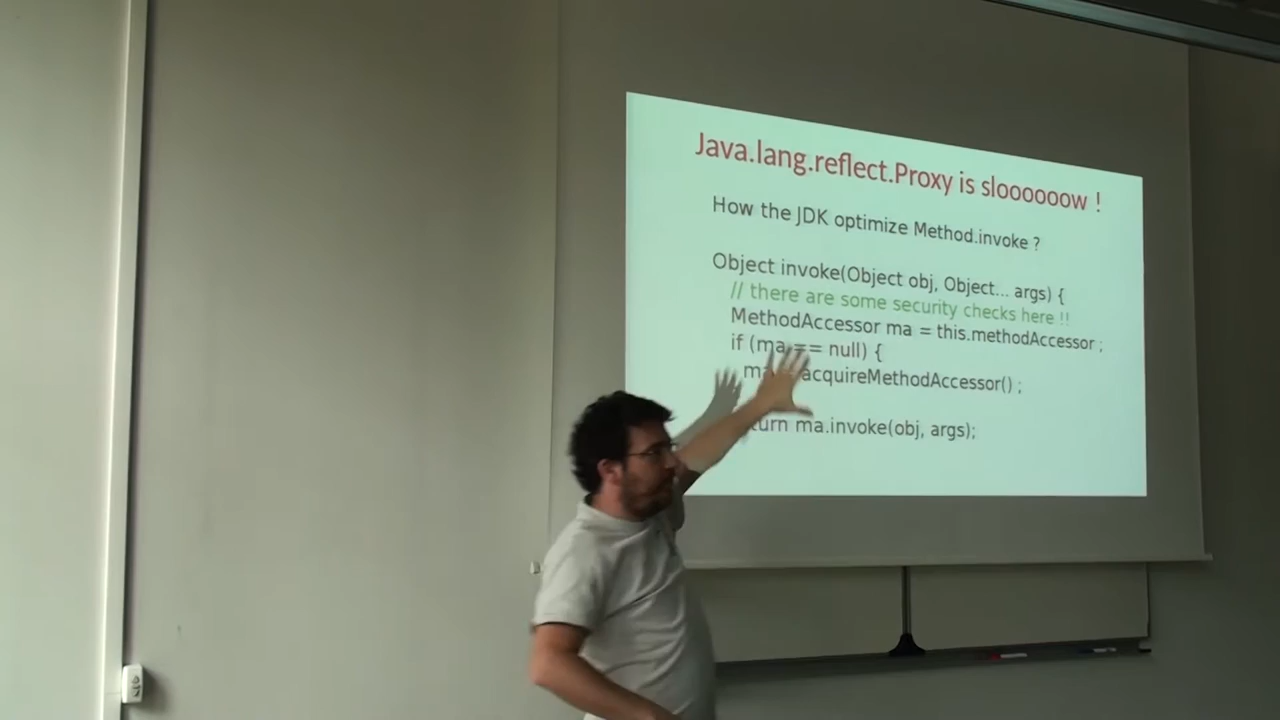 Java.lang.reflect.Proxy is sloooooow !
How the JDK optimize Method.invoke ?
Object invoke(Object obj, Object... args) {
// there are some security checks here !!
MethodAccessor ma = this.methodAccessor ;
if (ma == null) {
acquireMethodAccessor() ;
ma.invoke(obj, args);